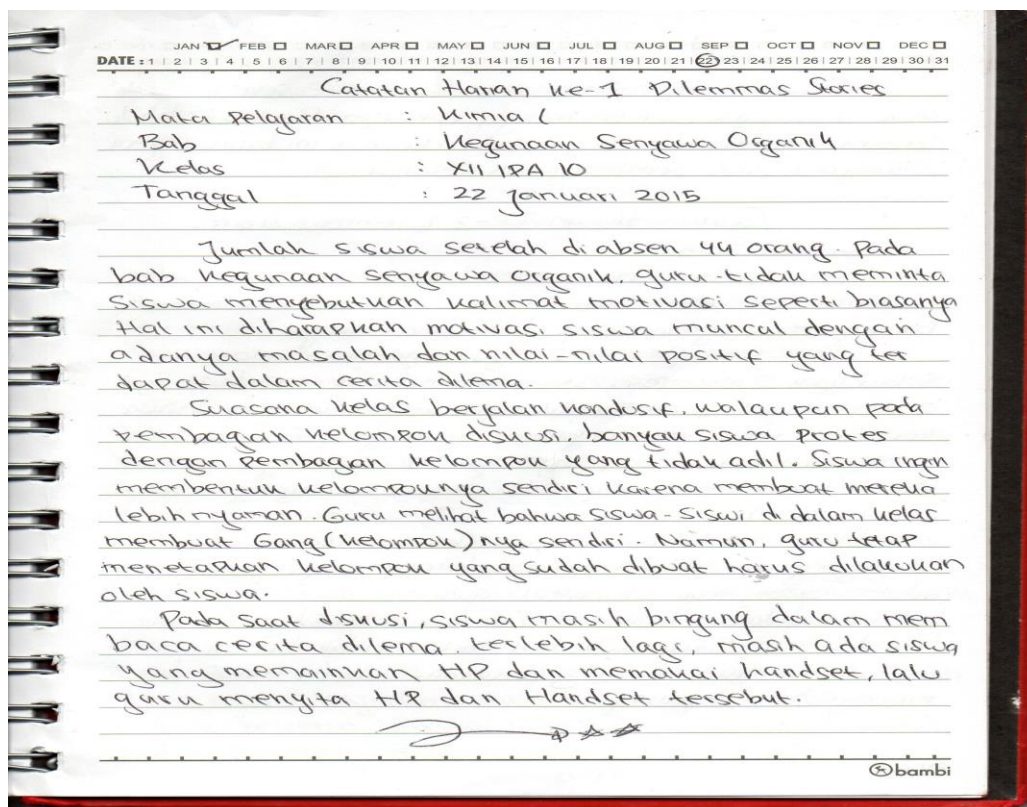 JAN FEB MAR APR MAY JUN JUL AUG SEP OCT NOV DEC
DATE : 1 | 2 | 3 | 4 | 5 | 6 | 7 | 8 | 9 | 10 | 11 | 12 | 13 | 14 | 15 | 16 | 17 | 18 | 19 | 20 | 21 | 22 | 23 | 24 | 25 | 26 | 27 | 28 | 29 | 30 | 31
Catatan Harian ke-1 Dilemmas Stories
Mata Pelajaran : Kimia
Bab : Kegunaan Senyawa Organik
Kelas : XII IPA 10
Tanggal : 22 Januari 2015
Jumlah siswa setelah di absen 44 orang. Pada
bab kegunaan senyawa organik, guru tidak meminta
siswa menyebutkan kalimat motivasi seperti biasanya
Hal ini diharapkan motivasi siswa muncul dengan
adanya masalah dan nilai-nilai positif yang ter
dapat dalam cerita dilema.
Suasana kelas berjalan kondusif, walaupun pada
pembagian kelompok diskusi, banyak siswa protes
dengan pembagian kelompok yang tidak adil. Siswa ingin
membentuk kelompoknya sendiri karena membuat mereka
lebih nyaman. Guru melihat bahwa siswa-siswi di dalam kelas
membuat Gang (kelompok) nya sendiri. Namun, guru tetap
menetapkan kelompok yang sudah dibuat harus dilakukan
oleh siswa.
Pada saat diskusi, siswa masih bingung dalam mem
baca cerita dilema. terlebih lagi, masih ada siswa
yang memainkan HP dan memakai handset, lalu
guru menyita HP dan Handset tersebut.
bambi